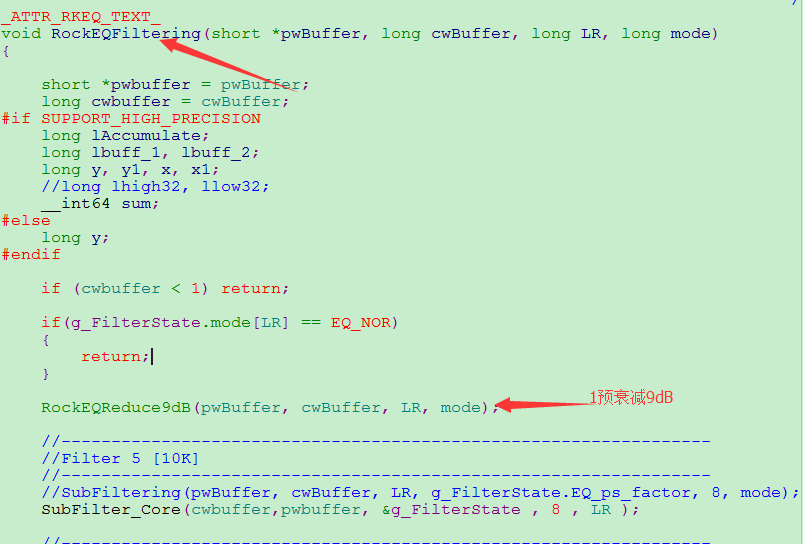 _ATTR_RKEQ_TEXT_
void RockEQFiltering(short *pwBuffer, long cwBuffer, long LR, long mode)
{
short *pwbuffer = pwBuffer;
long cwbuffer = cwBuffer;
#if SUPPORT_HIGH_PRECISION
long lAccumulate;
long lbuff_1, lbuff_2;
long y, y1, x, x1;
//long lhigh32, llow32;
__int64 sum;
#else
long y;
#endif
if (cwbuffer < 1) return;
if(g_FilterState.mode[LR] == EQ_NOR)
{
return;
}
RockEQReduce9dB(pwBuffer, cwBuffer, LR, mode); 1预衰减9dB
//-----------------------------------------------------------------
//Filter 5 [10K]
//-----------------------------------------------------------------
//SubFiltering(pwBuffer, cwBuffer, LR, g_FilterState.EQ_ps_factor, 8, mode);
SubFilter_Core(cwbuffer,pwbuffer, &g_FilterState , 8 , LR );
//-----------------------------------------------------------------